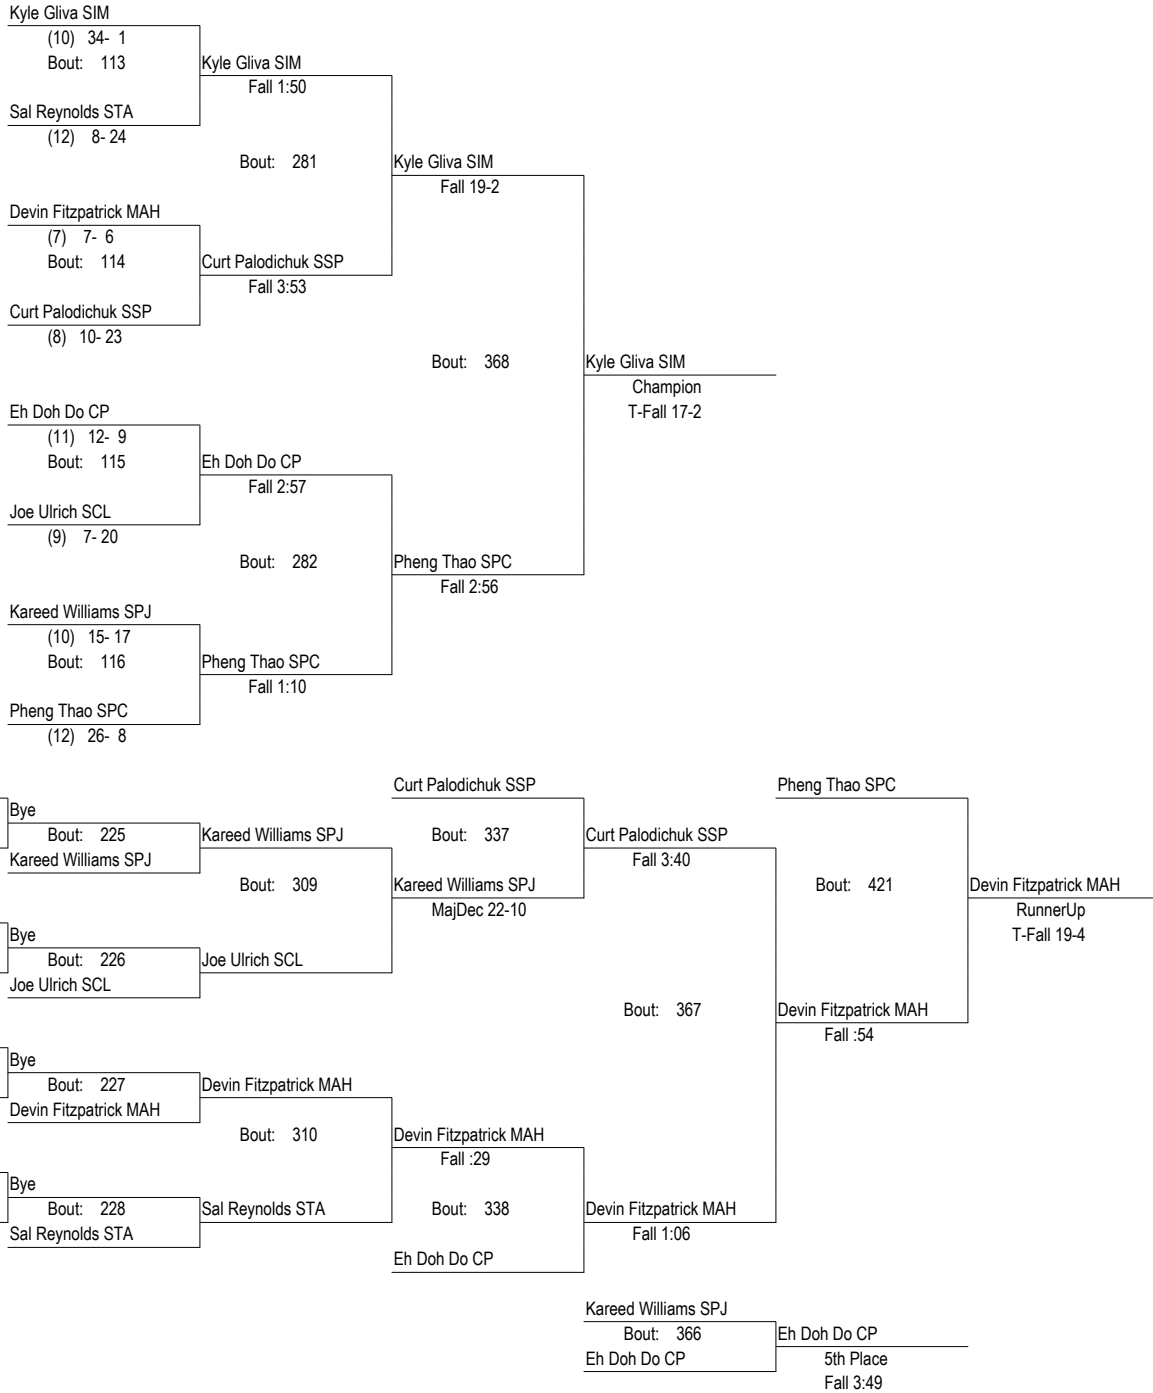 Kyle Gliva SIM
(10) 34- 1
Bout: 113
Kyle Gliva SIM
Fall 1:50
Sal Reynolds STA
(12) 8- 24
Bout: 281
Kyle Gliva SIM
Fall 19-2
Devin Fitzpatrick MAH
(7) 7- 6
Bout: 114
Curt Palodichuk SSP
Fall 3:53
Curt Palodichuk SSP
(8) 10- 23
Bout: 368
Kyle Gliva SIM
Champion
T-Fall 17-2
Eh Doh Do CP
(11) 12- 9
Bout: 115
Eh Doh Do CP
Fall 2:57
Joe Ulrich SCL
(9) 7- 20
Bout: 282
Pheng Thao SPC
Fall 2:56
Kareed Williams SPJ
(10) 15- 17
Bout: 116
Pheng Thao SPC
Fall 1:10
Pheng Thao SPC
(12) 26- 8
Curt Palodichuk SSP
Pheng Thao SPC
Bye
Bout: 225
Kareed Williams SPJ
Bout: 337
Curt Palodichuk SSP
Kareed Williams SPJ
Fall 3:40
Bout: 309
Kareed Williams SPJ
MajDec 22-10
Bout: 421
Devin Fitzpatrick MAH
RunnerUp
T-Fall 19-4
Bye
Bout: 226
Joe Ulrich SCL
Joe Ulrich SCL
Bout: 367
Devin Fitzpatrick MAH
Fall :54
Bye
Bout: 227
Devin Fitzpatrick MAH
Devin Fitzpatrick MAH
Bout: 310
Devin Fitzpatrick MAH
Fall :29
Bye
Bout: 228
Sal Reynolds STA
Bout: 338
Devin Fitzpatrick MAH
Sal Reynolds STA
Fall 1:06
Eh Doh Do CP
Kareed Williams SPJ
Bout: 366
Eh Doh Do CP
Eh Doh Do CP
5th Place
Fall 3:49